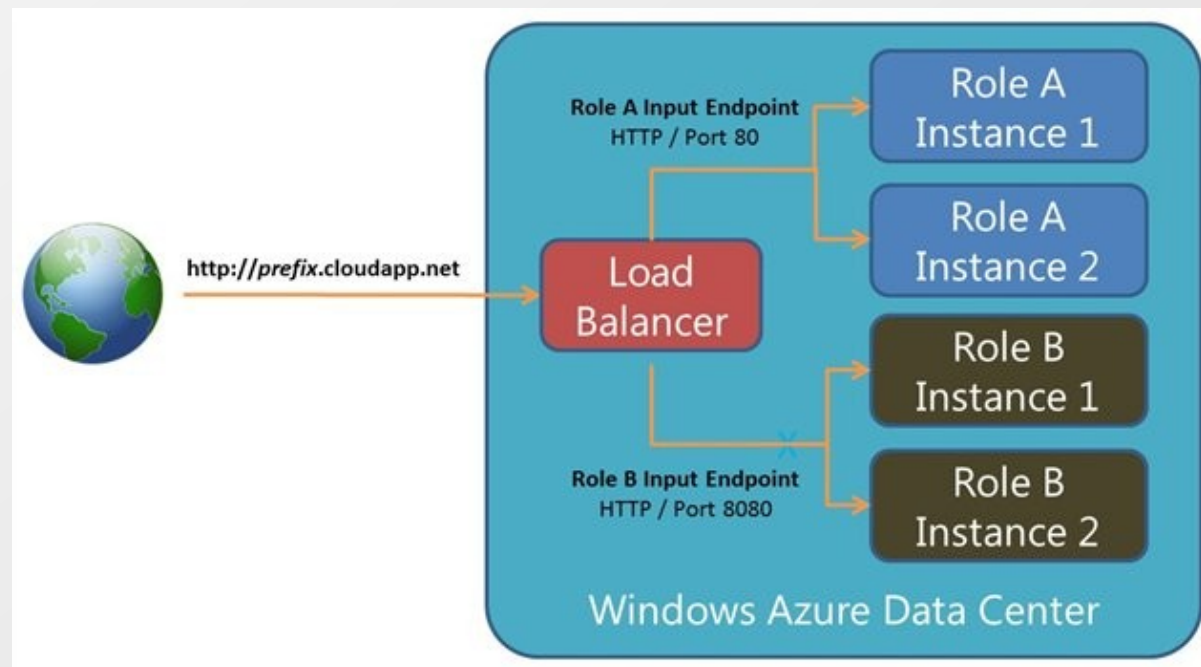 Role A Input Endpoint
HTTP / Port 80
Role A
Instance 1
Role A
Instance 2
http://prefix.cloudapp.net
Load
Balancer
Role B
Instance 1
Role B Input Endpoint
HTTP / Port 8080
Role B
Instance 2
Windows Azure Data Center